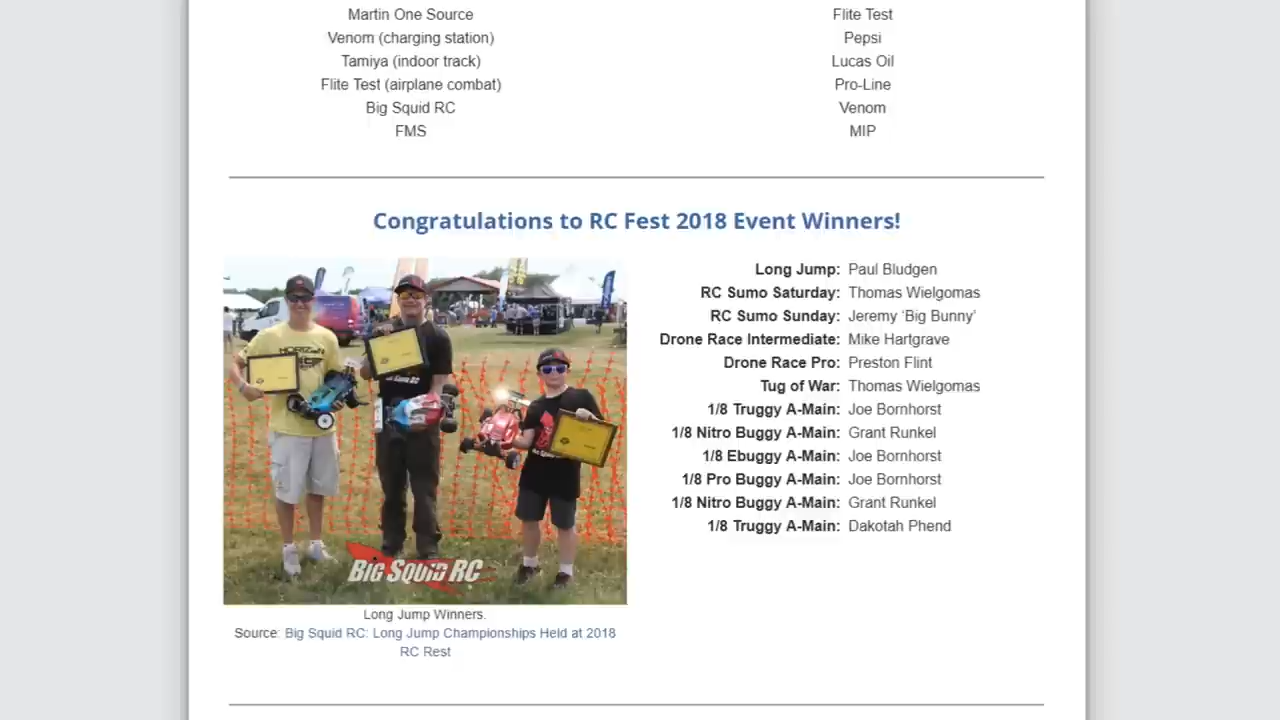 Martin One Source
Venom (charging station)
Tamiya (indoor track)
Flite Test (airplane combat)
Big Squid RC
FMS
Flite Test
Pepsi
Lucas Oil
Pro-Line
Venom
MIP
Congratulations to RC Fest 2018 Event Winners!
BIG SQUID RC
Long Jump Winners.
Source: Big Squid RC: Long Jump Championships Held at 2018
RC Rest
Long Jump: Paul Bludgen
RC Sumo Saturday: Thomas Wielgomas
RC Sumo Sunday: Jeremy ‘Big Bunny’
Drone Race Intermediate: Mike Hartgrave
Drone Race Pro: Preston Flint
Tug of War: Thomas Wielgomas
1/8 Truggy A-Main: Joe Bornhorst
1/8 Nitro Buggy A-Main: Grant Runkel
1/8 Ebuggy A-Main: Joe Bornhorst
1/8 Pro Buggy A-Main: Joe Bornhorst
1/8 Nitro Buggy A-Main: Grant Runkel
1/8 Truggy A-Main: Dakotah Phend